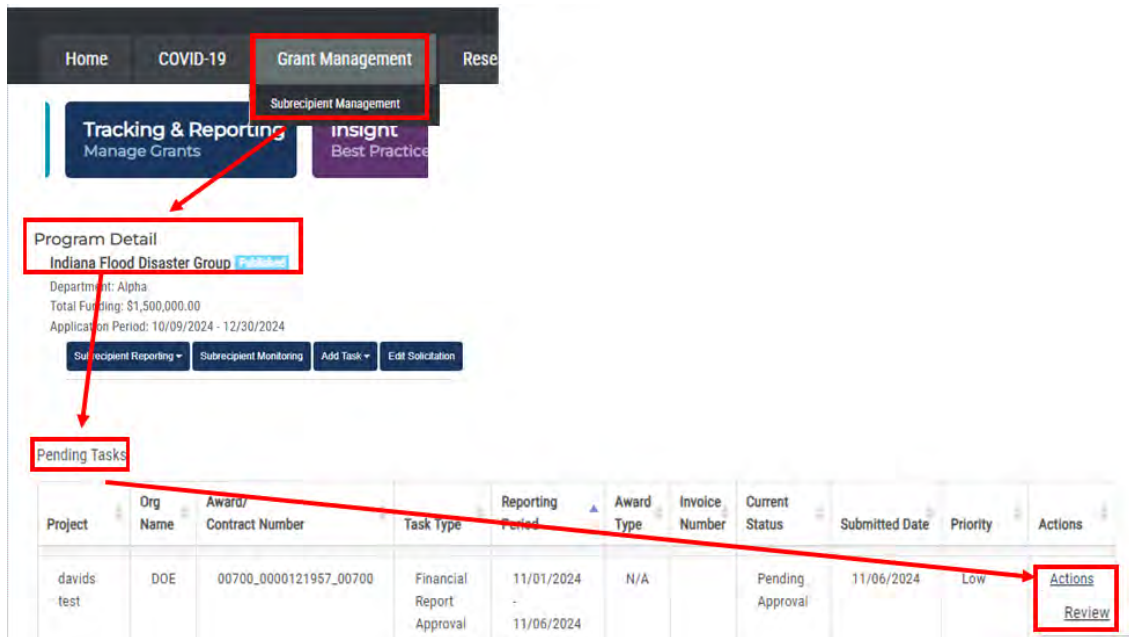 Home COVID-19 Grant Management Rese
Subrecipient Management
Tracking & Reporting Insight
Manage Grants Best Practice
Program Detail
Indiana Flood Disaster Group Published
Department: Alpha
Total Funding: $1,500,000.00
Application Period: 10/09/2024 - 12/30/2024
Subrecipient Reporting Subrecipient Monitoring Add Task Edit Solicitation
Pending Tasks
Project Org Name Award/ Contract Number Task Type Reporting Period Award Type Invoice Number Current Status Submitted Date Priority Actions
davids test DOE 00700_0000121957_00700 Financial Report Approval 11/01/2024 - 11/06/2024 N/A Pending Approval 11/06/2024 Low Actions
Review